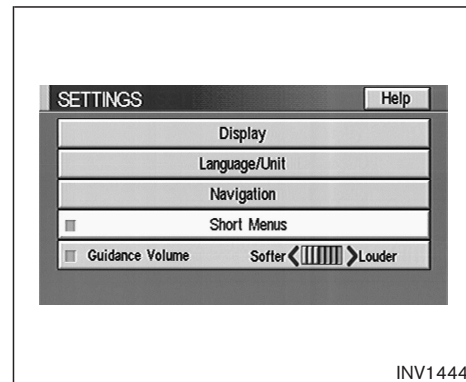 SETTINGS Help
Display
Language/Unit
Navigation
Short Menus
Guidance Volume Softer Louder
INV1444